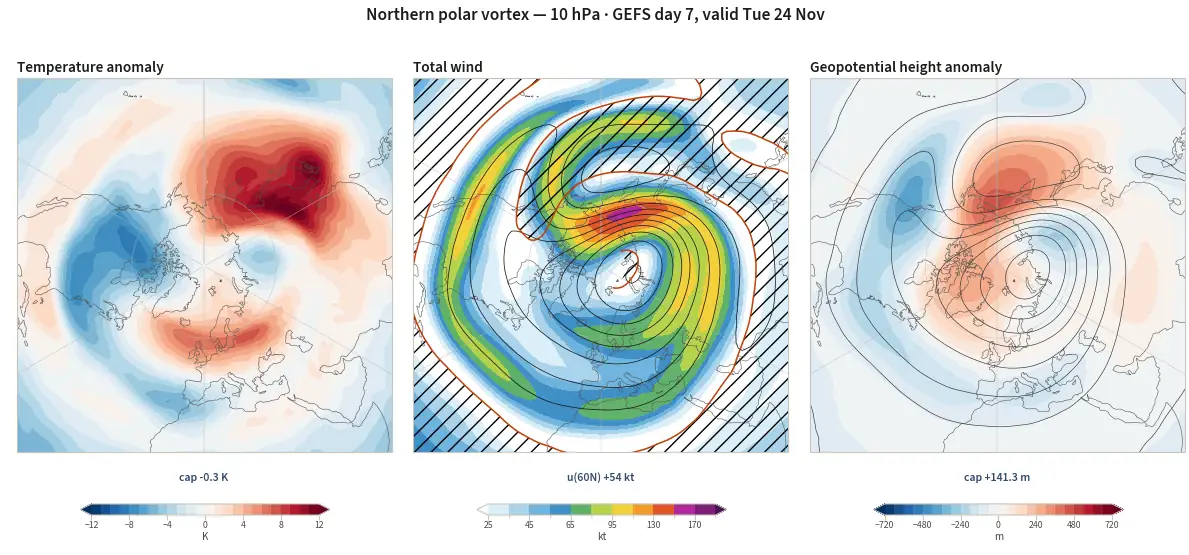 Northern polar vortex — 10 hPa · GEFS day 7, valid Tue 24 Nov
Temperature anomaly
Total wind
Geopotential height anomaly
cap -0.3 K
u(60N) +54 kt
cap +141.3 m
−12 −8 −4 0 4 8 12
K
25 45 65 95 130 170
kt
−720 −480 −240 0 240 480 720
m